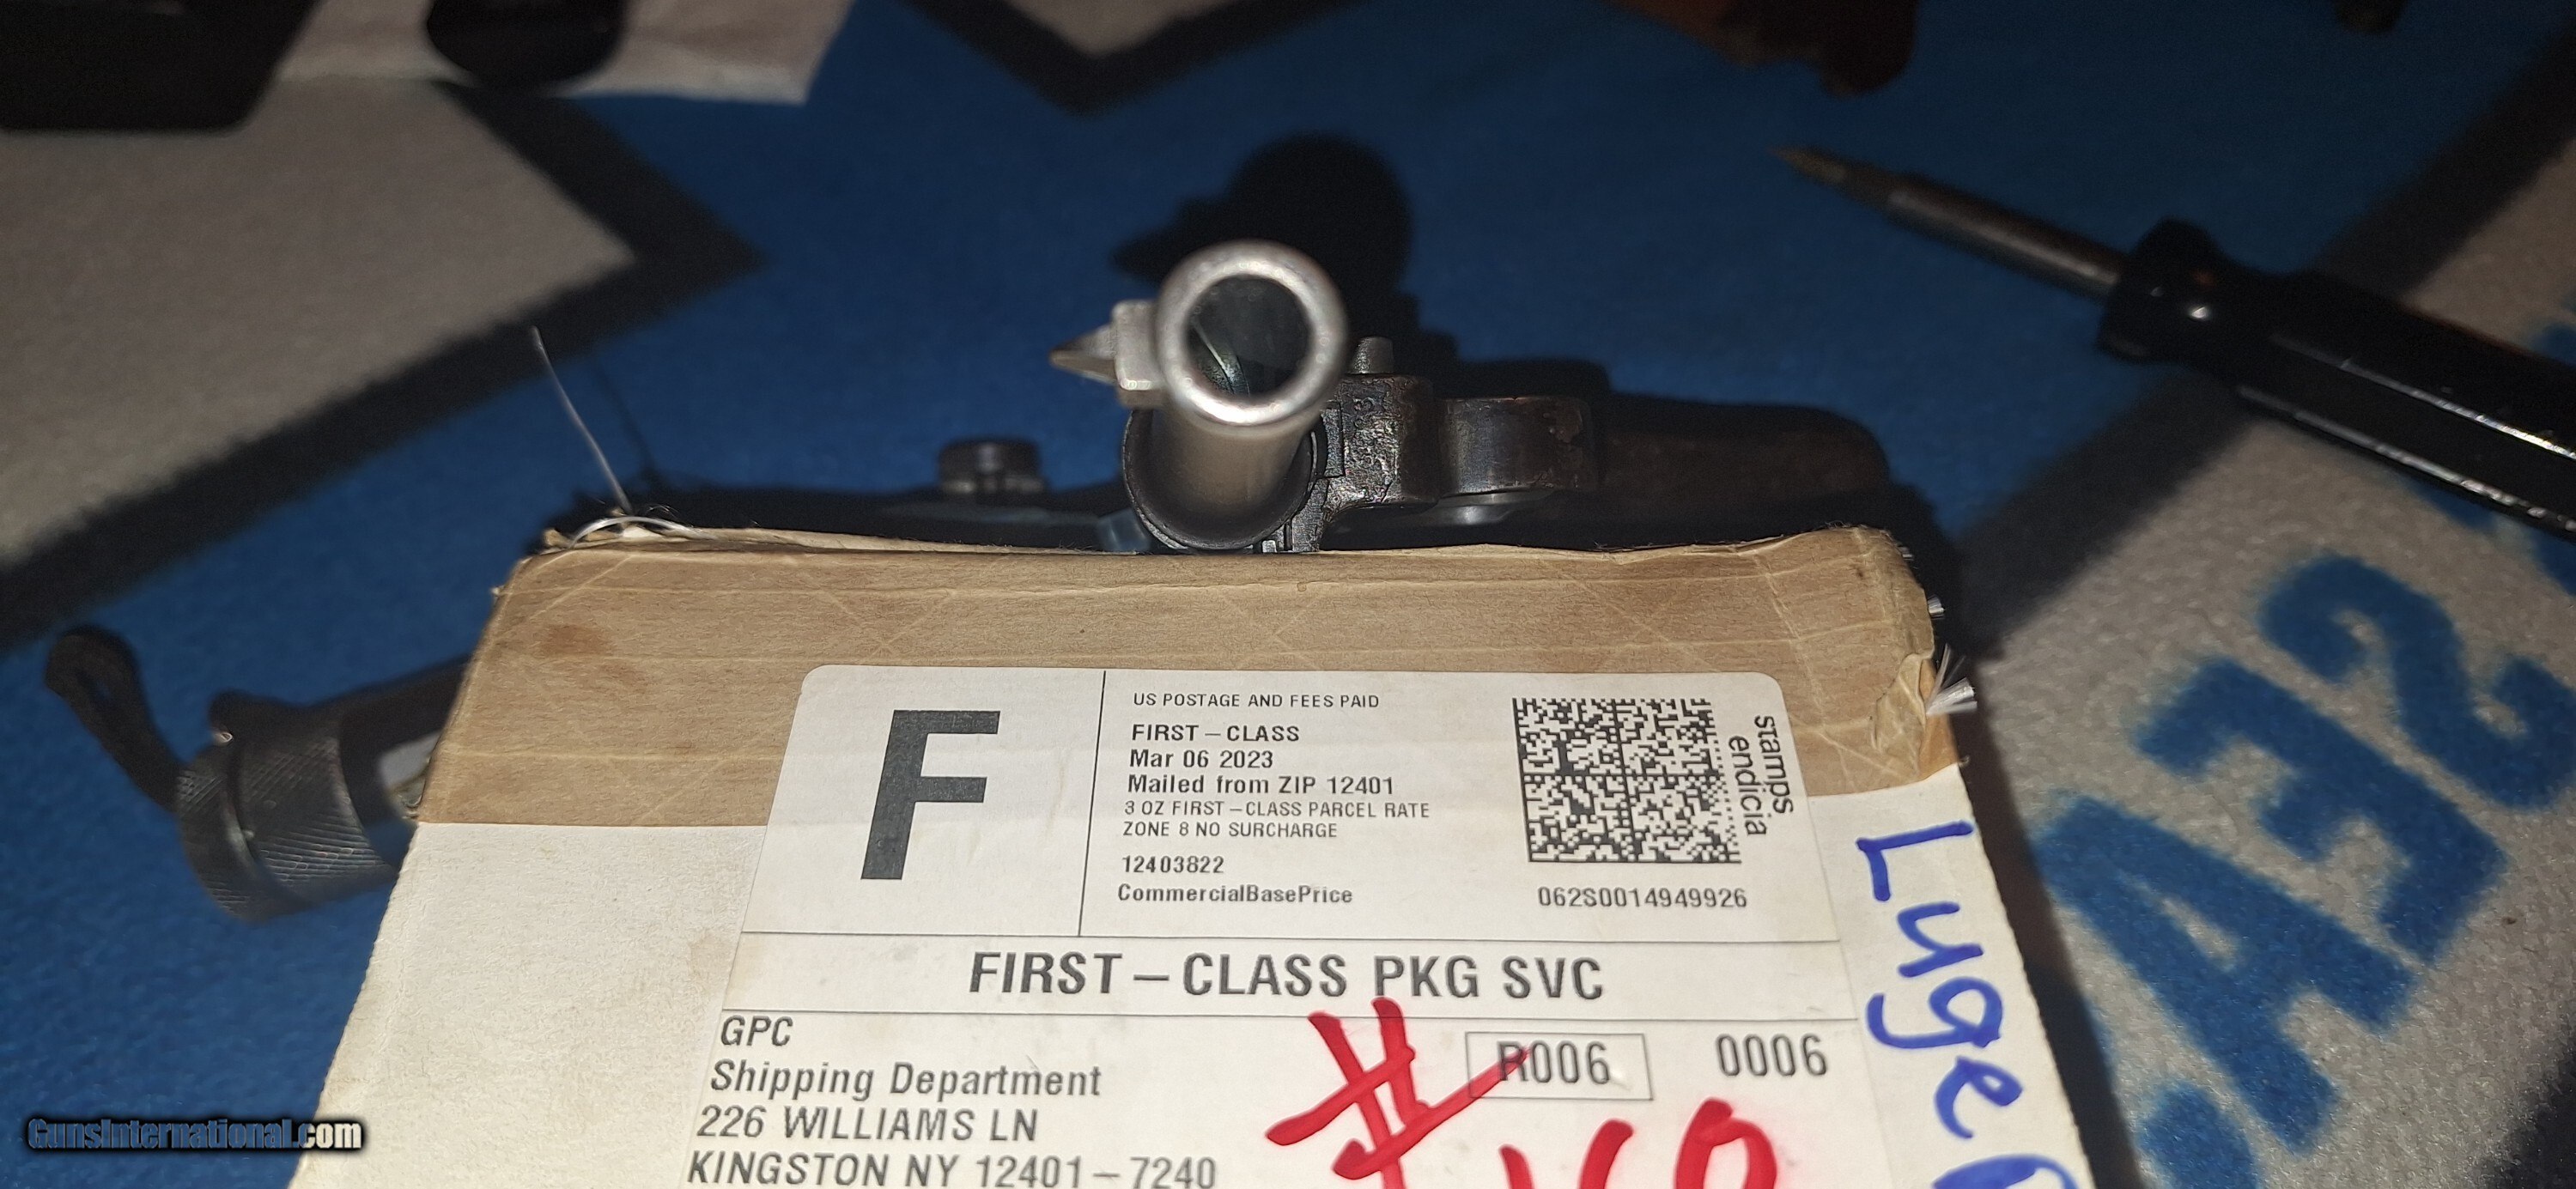 F
US POSTAGE AND FEES PAID
FIRST-CLASS
Mar 06 2023
Mailed from ZIP 12401
3 OZ FIRST-CLASS PARCEL RATE
ZONE 8 NO SURCHARGE
12403822
CommercialBasePrice
stamps
endicia
062S0014949926
FIRST-CLASS PKG SVC
GPC
Shipping Department
226 WILLIAMS LN
KINGSTON NY 12401-7240
R006
0006
#
Luger
GunsInternational.com